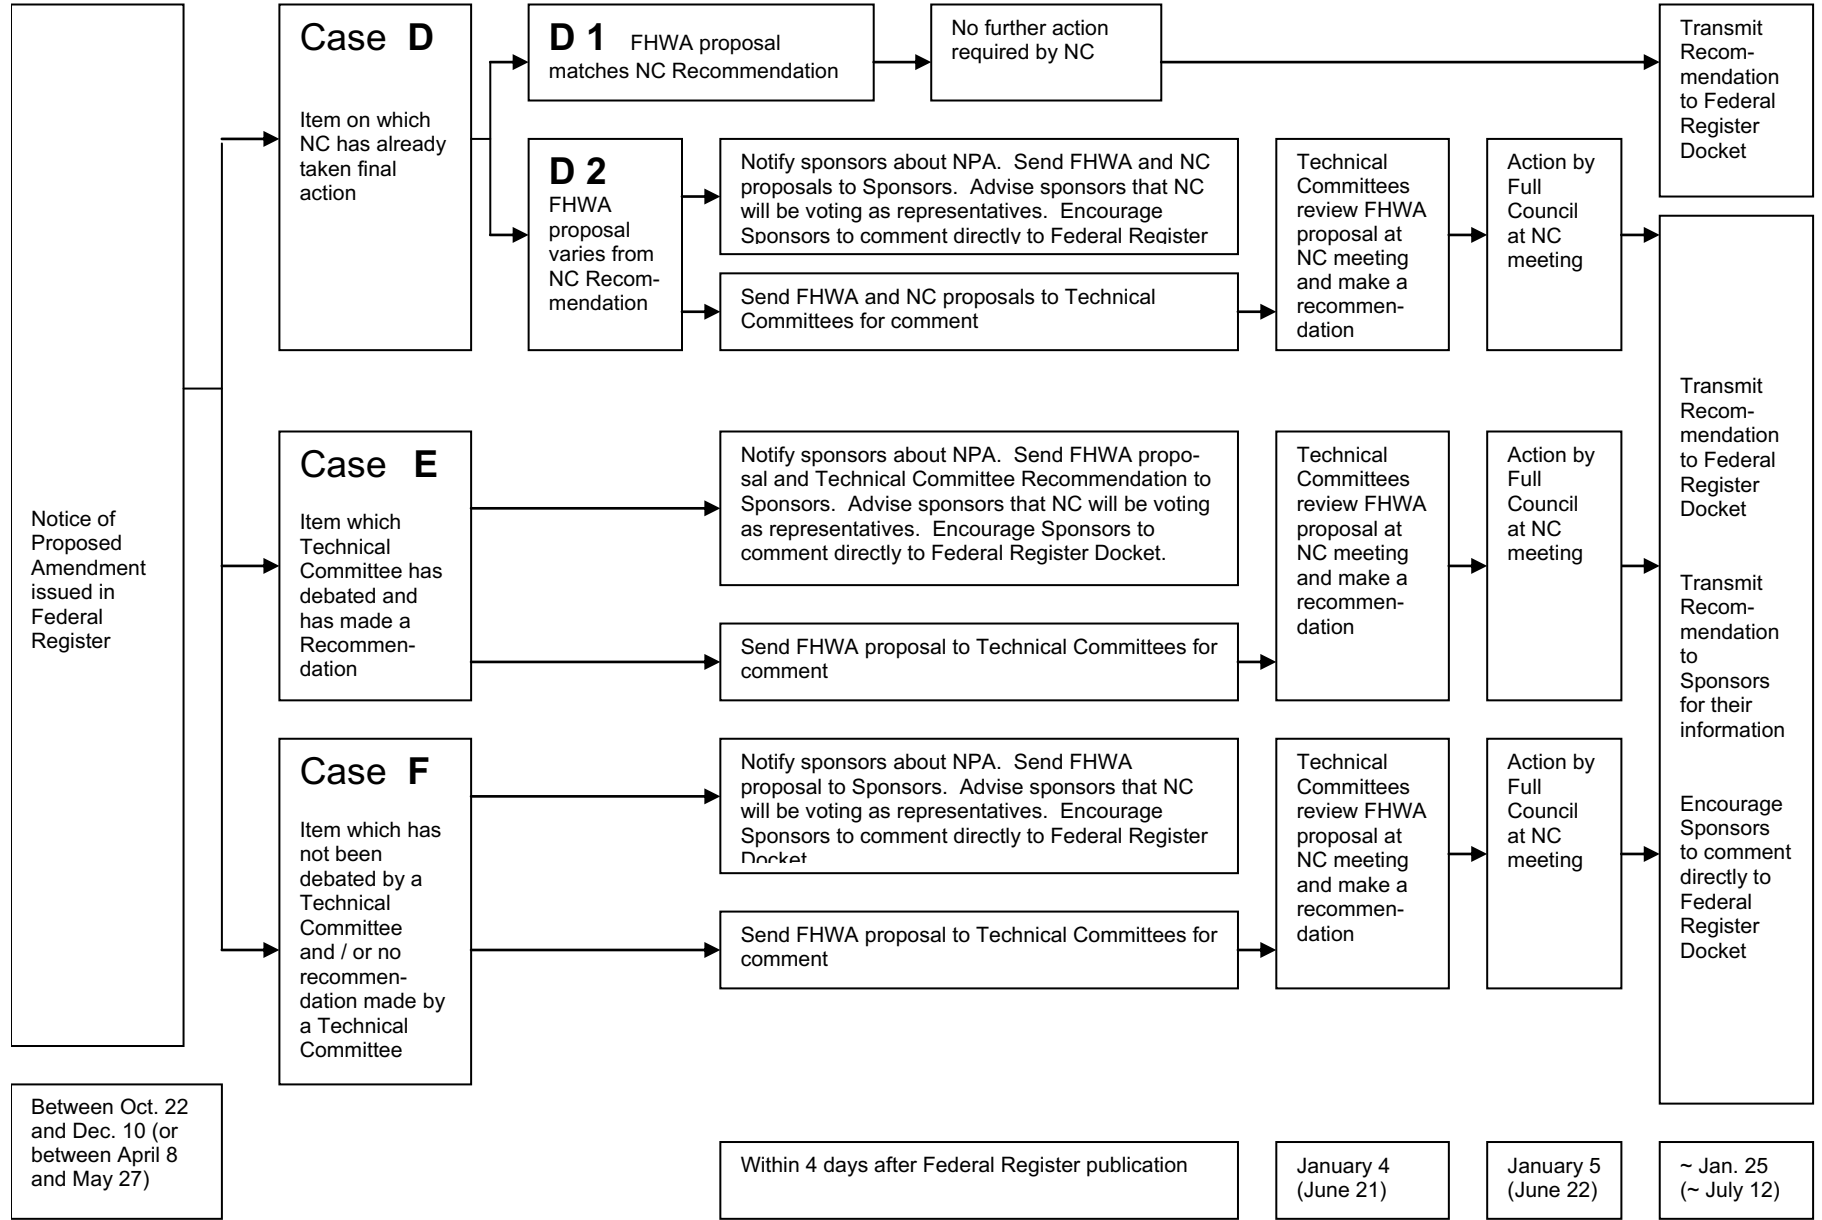 Notice of
Proposed
Amendment
issued in
Federal
Register
Between Oct. 22
and Dec. 10 (or
between April 8
and May 27)
Case D
Item on which
NC has already
taken final
action
D 1 FHWA proposal
matches NC Recommendation
No further action
required by NC
Transmit
Recom-
mendation
to Federal
Register
Docket
D 2
FHWA
proposal
varies from
NC Recom-
mendation
Notify sponsors about NPA. Send FHWA and NC
proposals to Sponsors. Advise sponsors that NC
will be voting as representatives. Encourage
Sponsors to comment directly to Federal Register
Send FHWA and NC proposals to Technical
Committees for comment
Technical
Committees
review FHWA
proposal at
NC meeting
and make a
recommen-
dation
Action by
Full
Council
at NC
meeting
Case E
Item which
Technical
Committee has
debated and
has made a
Recommen-
dation
Notify sponsors about NPA. Send FHWA propo-
sal and Technical Committee Recommendation to
Sponsors. Advise sponsors that NC will be voting
as representatives. Encourage Sponsors to
comment directly to Federal Register Docket.
Send FHWA proposal to Technical Committees for
comment
Technical
Committees
review FHWA
proposal at
NC meeting
and make a
recommen-
dation
Action by
Full
Council
at NC
meeting
Case F
Item which has
not been
debated by a
Technical
Committee
and / or no
recommen-
dation made by
a Technical
Committee
Notify sponsors about NPA. Send FHWA
proposal to Sponsors. Advise sponsors that NC
will be voting as representatives. Encourage
Sponsors to comment directly to Federal Register
Docket
Send FHWA proposal to Technical Committees for
comment
Technical
Committees
review FHWA
proposal at
NC meeting
and make a
recommen-
dation
Action by
Full
Council
at NC
meeting
Transmit
Recom-
mendation
to Federal
Register
Docket
Transmit
Recom-
mendation
to
Sponsors
for their
information
Encourage
Sponsors
to comment
directly to
Federal
Register
Docket
Within 4 days after Federal Register publication
January 4
(June 21)
January 5
(June 22)
~ Jan. 25
(~ July 12)